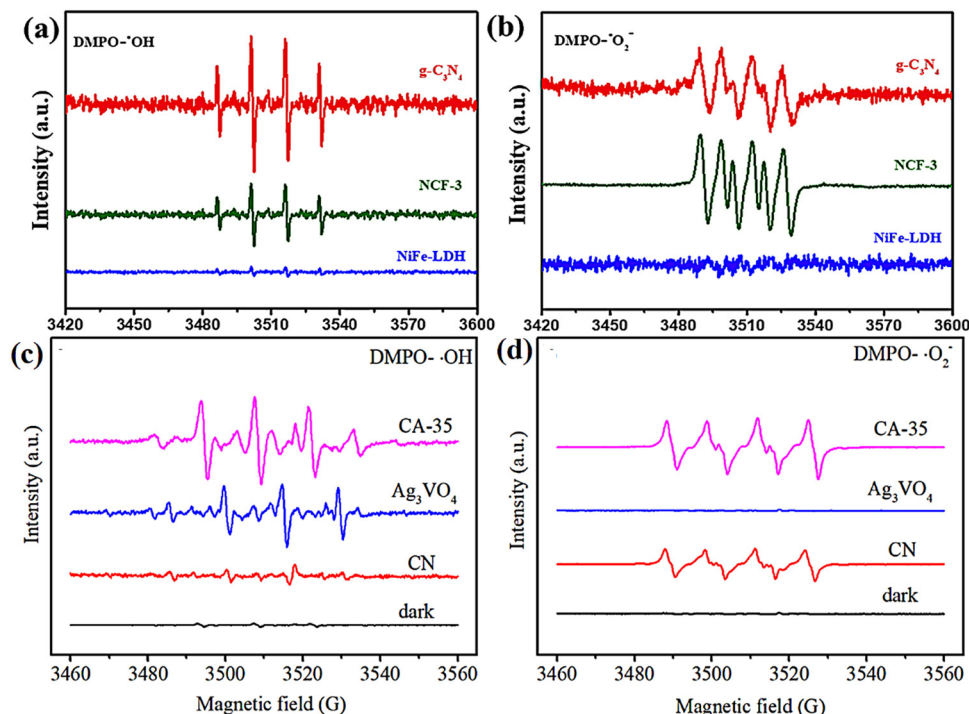 (a)
DMPO-•OH
g-C₃N₄
NCF-3
NiFe-LDH
Intensity (a.u.)
3420 3450 3480 3510 3540 3570 3600
(b)
DMPO-•O₂⁻
g-C₃N₄
NCF-3
NiFe-LDH
Intensity (a.u.)
3420 3450 3480 3510 3540 3570 3600
(c)
DMPO- ·OH
CA-35
Ag₃VO₄
CN
dark
Intensity (a.u.)
3460 3480 3500 3520 3540 3560
Magnetic field (G)
(d)
DMPO- ·O₂⁻
CA-35
Ag₃VO₄
CN
dark
Intensity (a.u.)
3460 3480 3500 3520 3540 3560
Magnetic field (G)